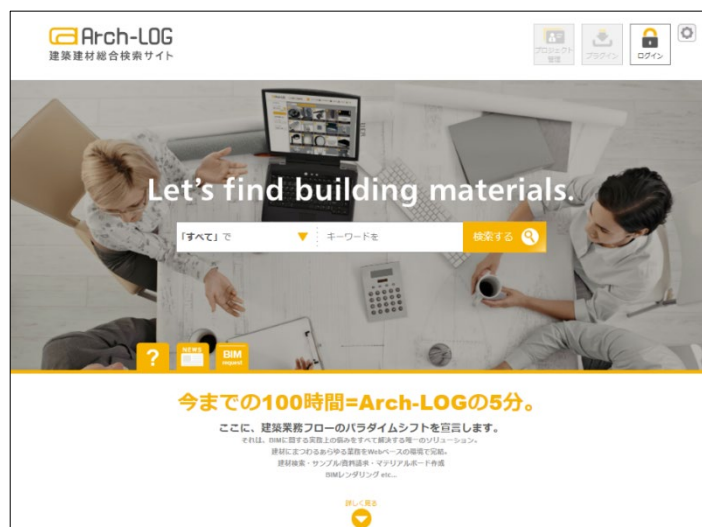 Arch-LOG
建築建材総合検索サイト
プロジェクト
管理
プラグイン
ログイン
Let's find building materials.
「すべて」で
キーワードを
検索する
?
NEWS
BIM
request
今までの100時間=Arch-LOGの5分。
ここに、建築業務フローのパラダイムシフトを宣言します。
それは、BIMに関する実務上の悩みをすべて解決する唯一のソリューション。
建材にまつわるあらゆる業務をWebベースの環境で完結。
建材検索・サンプル/資料請求・マテリアルボード作成
BIMレンダリング etc...
詳しく見る